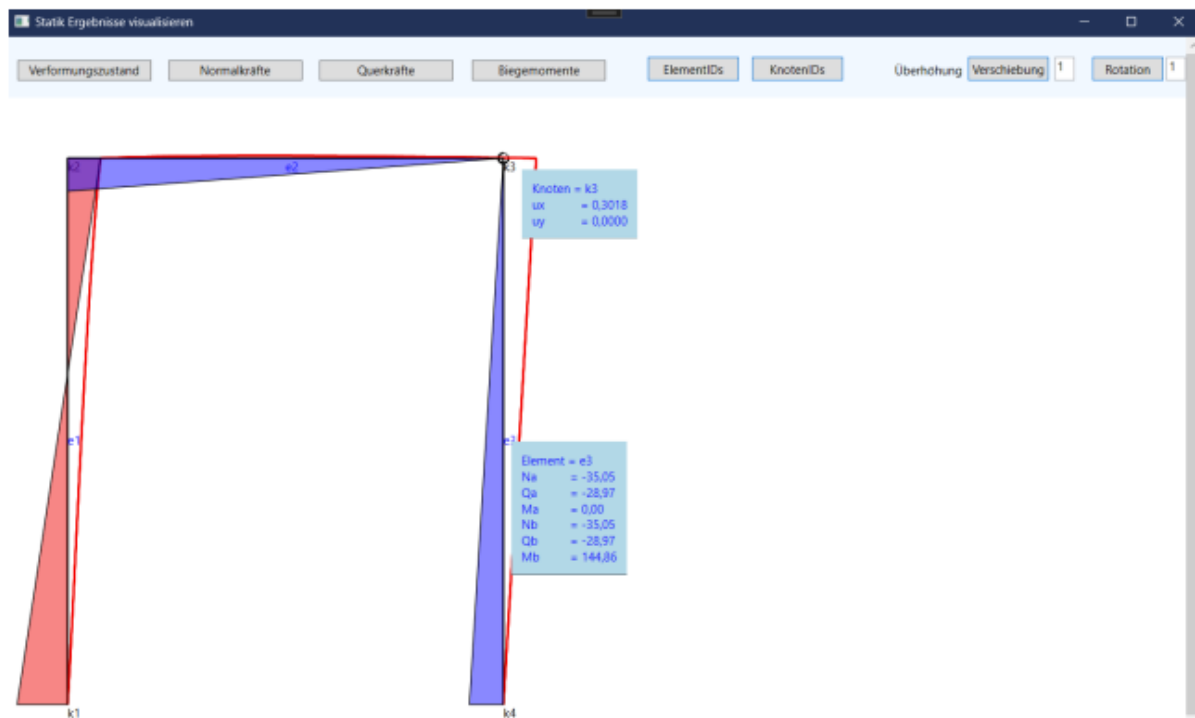 Statik Ergebnisse visualisieren
Verformungszustand Normalkräfte Querkräfte Biegemomente ElementIDs KnotenIDs Überhöhung Verschiebung 1 Rotation 1
k2 e2 k3
Knoten = k3
ux = 0,3018
uy = 0,0000
e1 e3
Element = e3
Na = -35,05
Qa = -28,97
Ma = 0,00
Nb = -35,05
Qb = -28,97
Mb = 144,86
k1 k4